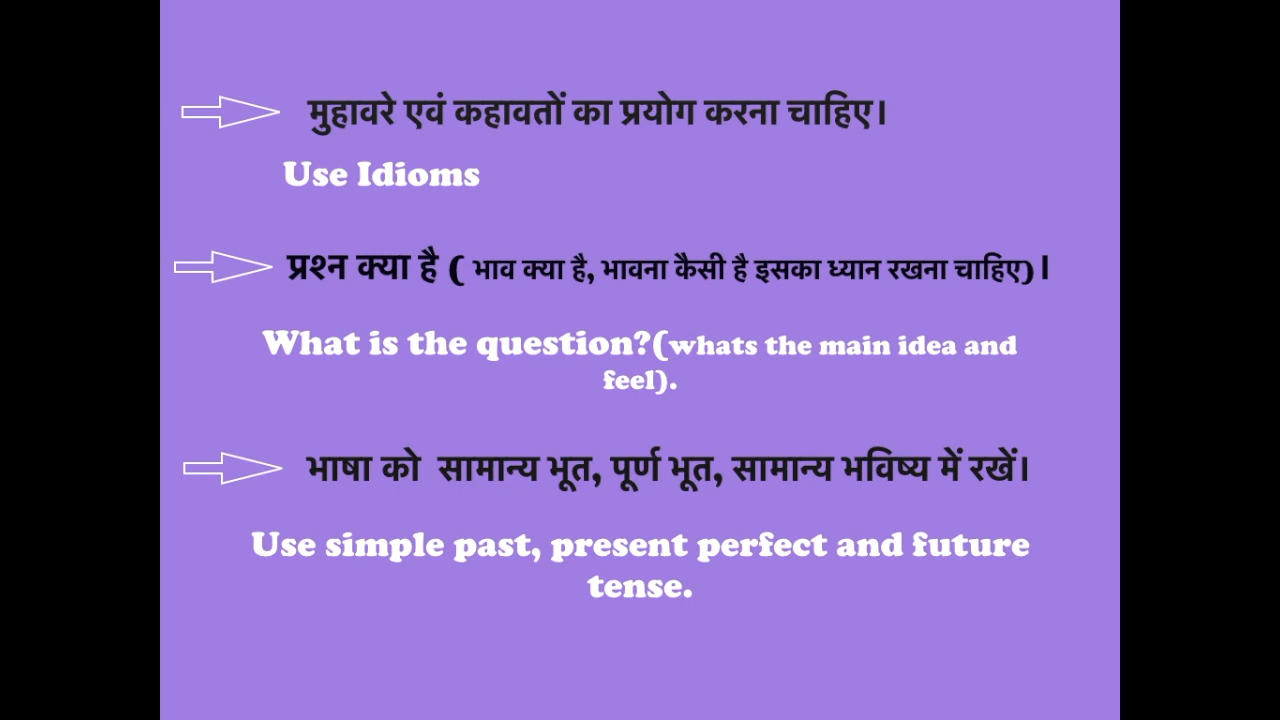 मुहावरे एवं कहावतों का प्रयोग करना चाहिए।
Use Idioms
प्रश्न क्या है ( भाव क्या है, भावना कैसी है इसका ध्यान रखना चाहिए)।
What is the question?(whats the main idea and
feel).
भाषा को सामान्य भूत, पूर्ण भूत, सामान्य भविष्य में रखें।
Use simple past, present perfect and future
tense.